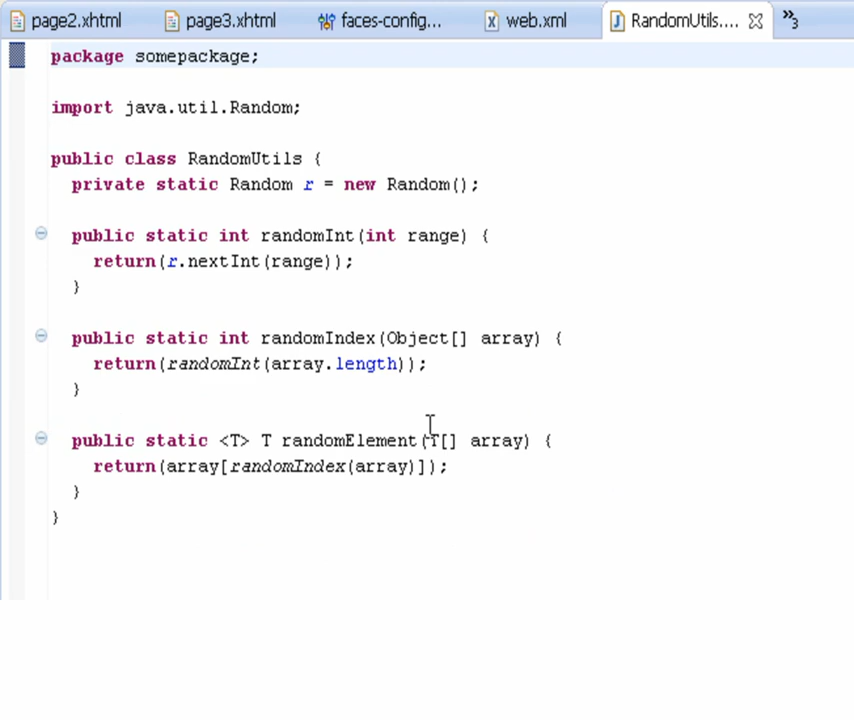 page2.xhtml page3.xhtml faces-config... web.xml RandomUtils.... »3
package somepackage;
import java.util.Random;
public class RandomUtils {
private static Random r = new Random();
public static int randomInt(int range) {
return(r.nextInt(range));
}
public static int randomIndex(Object[] array) {
return(randomInt(array.length));
}
public static <T> T randomElement(T[] array) {
return(array[randomIndex(array)]);
}
}